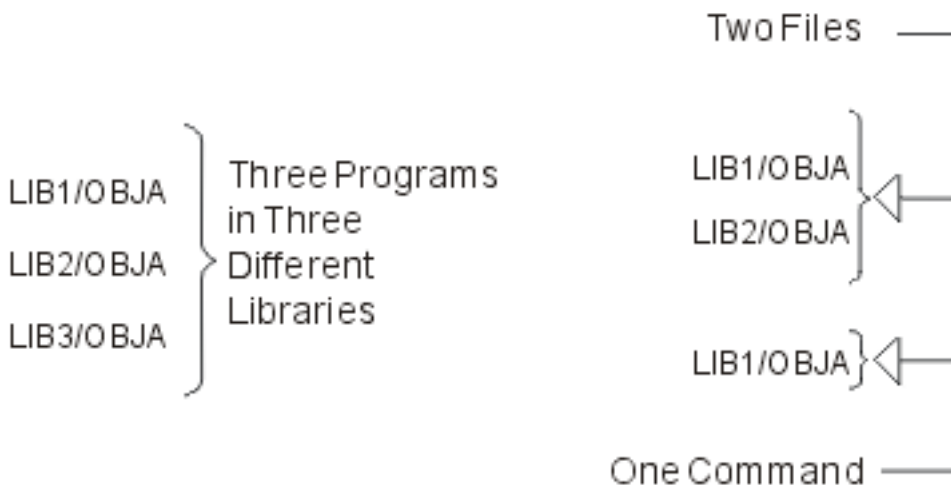 LIB1/OBJA
LIB2/OBJA
LIB3/OBJA
Three Programs
in Three
Different
Libraries
Two Files
LIB1/OBJA
LIB2/OBJA
LIB1/OBJA
One Command